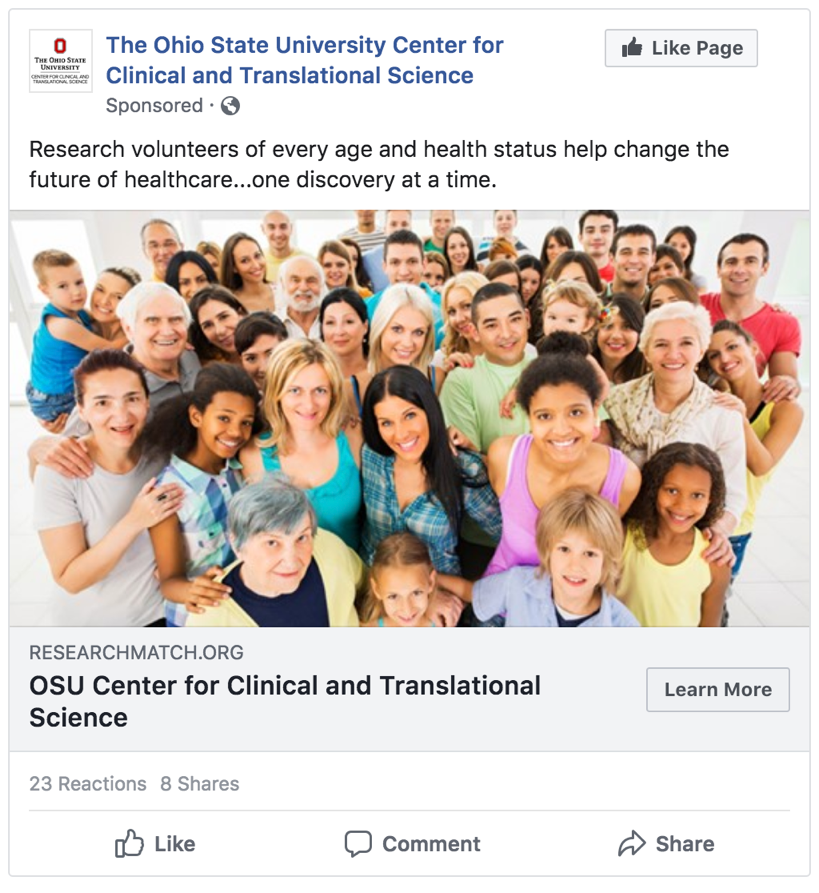 O
THE OHIO STATE
UNIVERSITY
CENTER FOR CLINICAL AND
TRANSLATIONAL SCIENCE
The Ohio State University Center for
Clinical and Translational Science
Sponsored ·
Like Page
Research volunteers of every age and health status help change the
future of healthcare...one discovery at a time.
RESEARCHMATCH.ORG
OSU Center for Clinical and Translational
Science
Learn More
23 Reactions 8 Shares
Like Comment Share